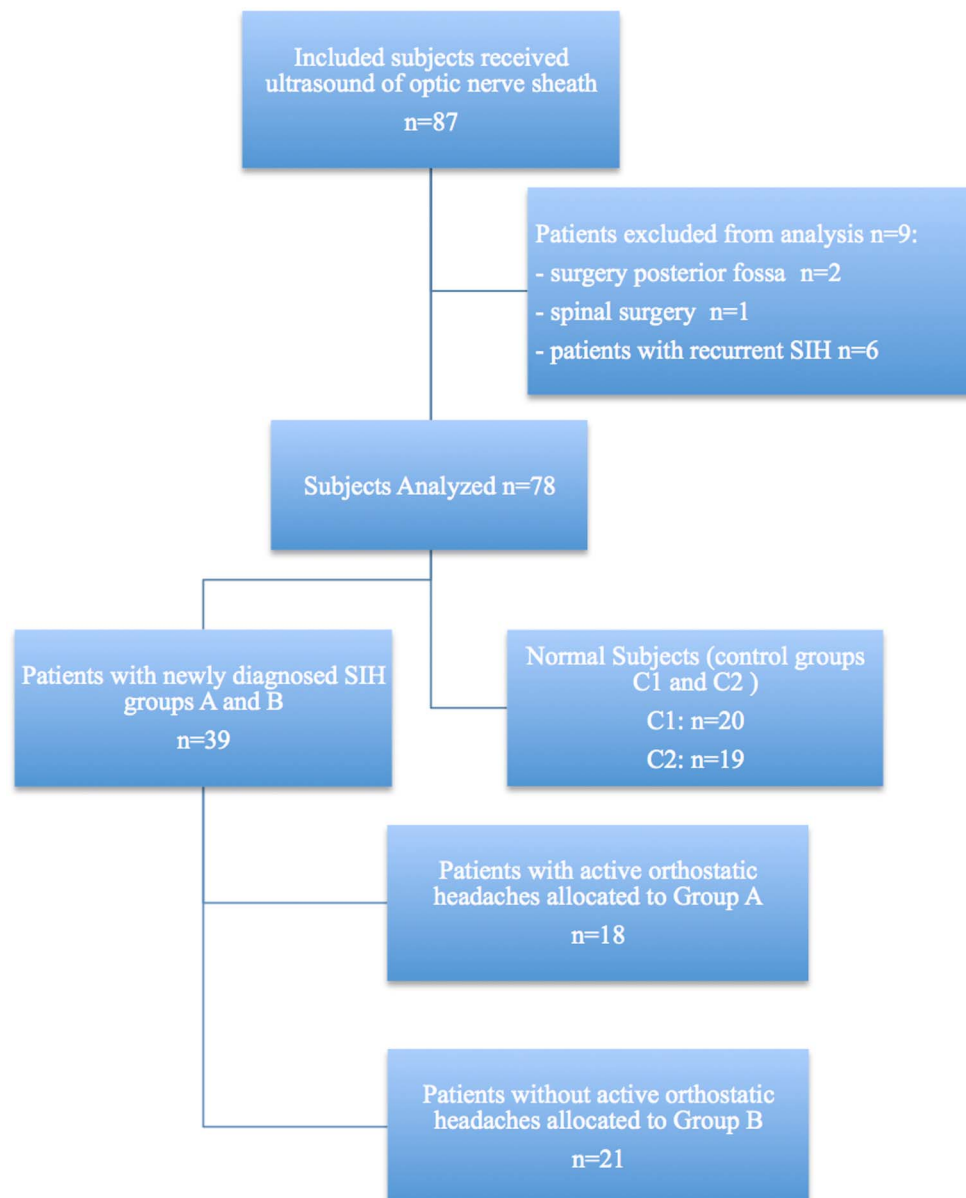 Included subjects received
ultrasound of optic nerve sheath
n=87
Patients excluded from analysis n=9:
- surgery posterior fossa n=2
- spinal surgery n=1
- patients with recurrent SIH n=6
Subjects Analyzed n=78
Patients with newly diagnosed SIH
groups A and B
n=39
Normal Subjects (control groups
C1 and C2 )
C1: n=20
C2: n=19
Patients with active orthostatic
headaches allocated to Group A
n=18
Patients without active orthostatic
headaches allocated to Group B
n=21